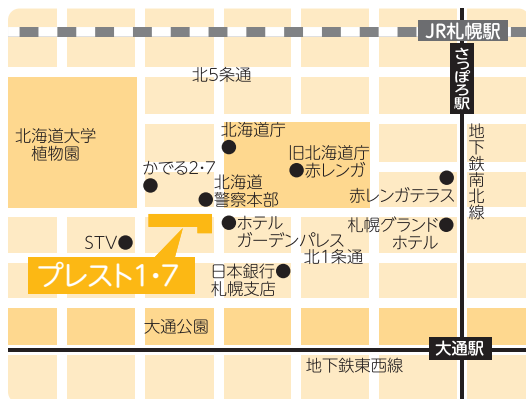 JR札幌駅
さっぽろ駅
北5条通
北海道大学
植物園
北海道庁
地下鉄南北線
かでる2・7
旧北海道庁
赤レンガ
北海道
警察本部
赤レンガテラス
ホテル
ガーデンパレス
札幌グランド
ホテル
STV
北1条通
プレスト1・7
日本銀行
札幌支店
大通公園
大通駅
地下鉄東西線